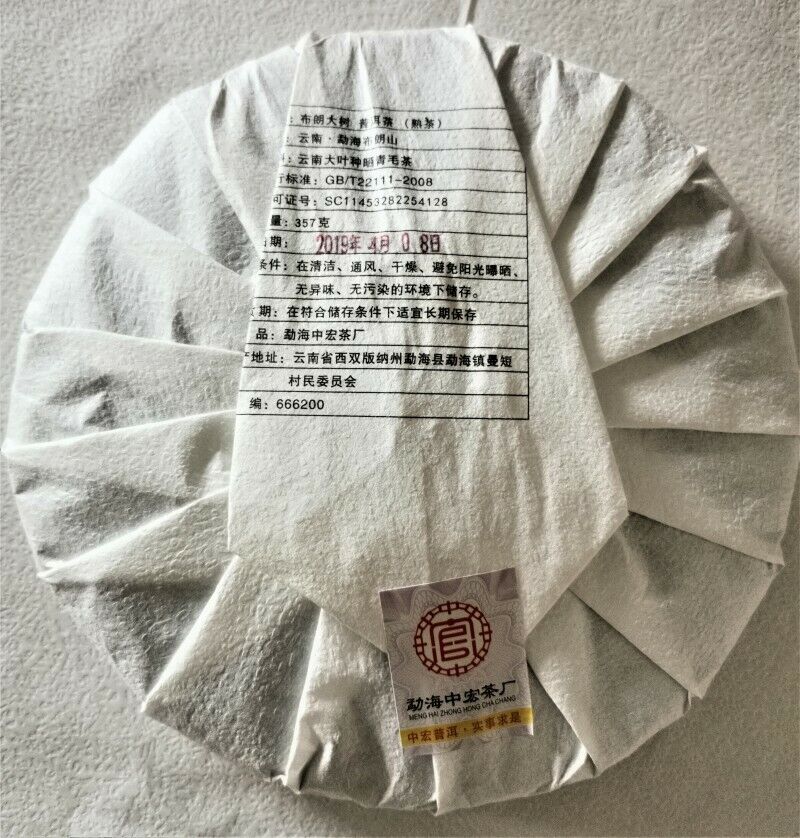 ：布朗大树 普洱茶 （熟茶）
：云南·勐海布朗山
：云南大叶种晒青毛茶
行标准：GB/T22111-2008
可证号：SC11453282254128
量：357克
期： 2019年4月08日
条件：在清洁、通风、干燥、避免阳光曝晒、
无异味、无污染的环境下储存。
期：在符合储存条件下适宜长期保存
品：勐海中宏茶厂
产地址：云南省西双版纳州勐海县勐海镇曼短
村民委员会
编：666200
官
勐海中宏茶厂
MENG HAI ZHONG HONG CHA CHANG
中宏普洁·实事求是